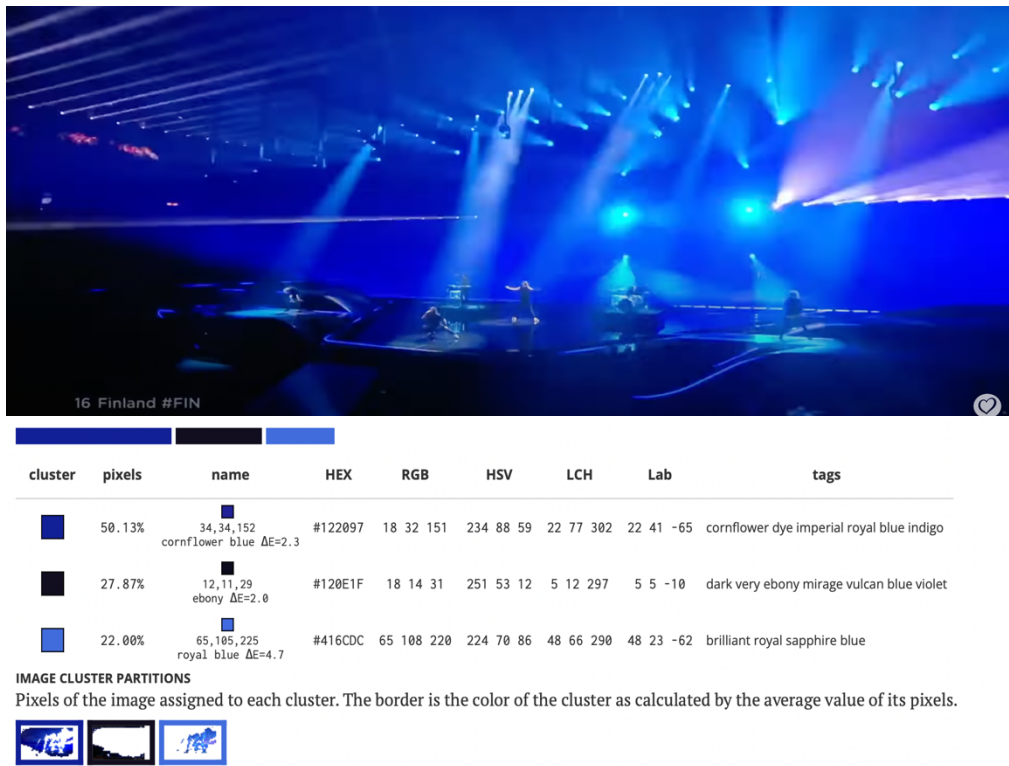 16 Finland #FIN
cluster pixels name HEX RGB HSV LCH Lab tags
50.13% 34,34,152 cornflower blue ΔE=2.3 #122097 18 32 151 234 88 59 22 77 302 22 41 -65 cornflower dye imperial royal blue indigo
27.87% 12,11,29 ebony ΔE=2.0 #120E1F 18 14 31 251 53 12 5 12 297 5 5 -10 dark very ebony mirage vulcan blue violet
22.00% 65,105,225 royal blue ΔE=4.7 #416CDC 65 108 220 224 70 86 48 66 290 48 23 -62 brilliant royal sapphire blue
IMAGE CLUSTER PARTITIONS
Pixels of the image assigned to each cluster. The border is the color of the cluster as calculated by the average value of its pixels.